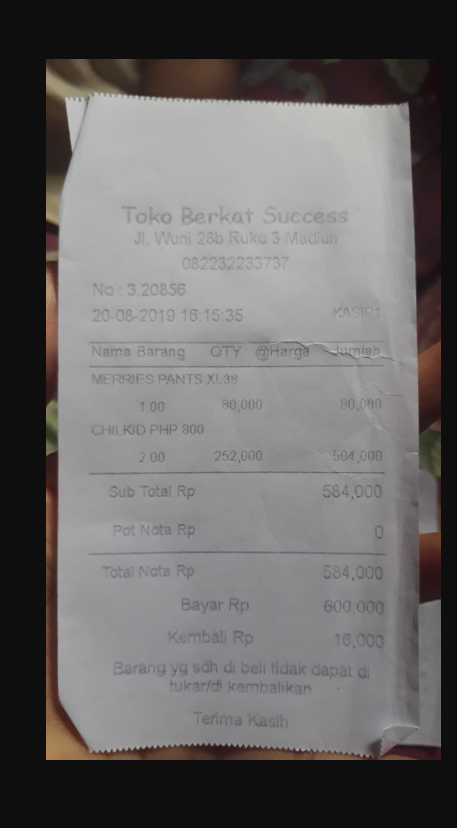 Toko Berkat Success
Jl. Wuni 28b Ruko 3 Madiun
082232233737
No : 3.20856
20-08-2019 16:15:35 KASIR1
Nama Barang QTY @Harga Jumlah
MERRIES PANTS XL38
1.00 80,000 80,000
CHILKID PHP 800
2.00 252,000 504,000
Sub Total Rp 584,000
Pot Nota Rp 0
Total Nota Rp 584,000
Bayar Rp 600,000
Kembali Rp 16,000
Barang yg sdh di beli tidak dapat di
tukar/di kembalikan
Terima Kasih